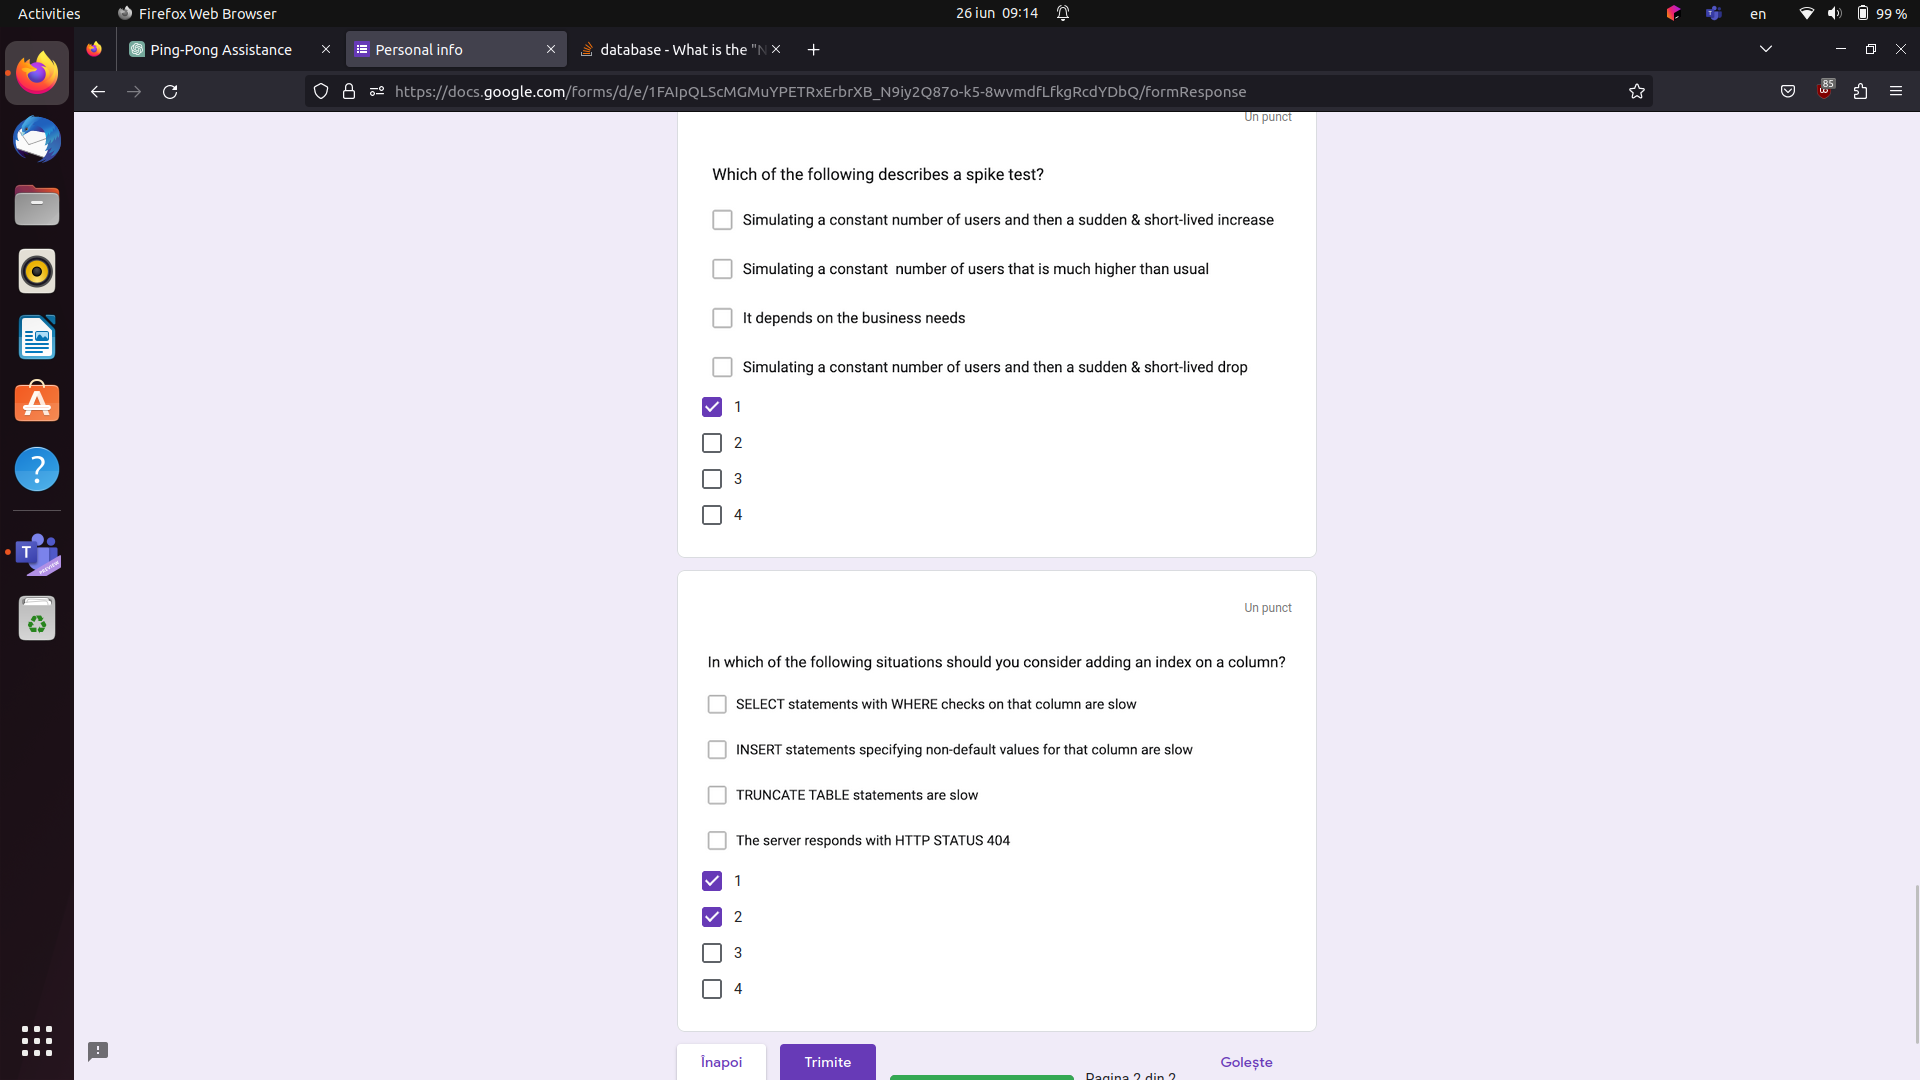 Activities
Firefox Web Browser
26 iun 09:14
en
99 %
Ping-Pong Assistance
Personal info
database - What is the "N
https://docs.google.com/forms/d/e/1FAIpQLScMGMuYPETRxErbrXB_N9iy2Q87o-k5-8wvmdfLfkgRcdYDbQ/formResponse
85
Un punct
Which of the following describes a spike test?
Simulating a constant number of users and then a sudden & short-lived increase
Simulating a constant  number of users that is much higher than usual
It depends on the business needs
Simulating a constant number of users and then a sudden & short-lived drop
1
2
3
4
Un punct
In which of the following situations should you consider adding an index on a column?
SELECT statements with WHERE checks on that column are slow
INSERT statements specifying non-default values for that column are slow
TRUNCATE TABLE statements are slow
The server responds with HTTP STATUS 404
1
2
3
4
Înapoi
Trimite
Pagina 2 din 2
Golește